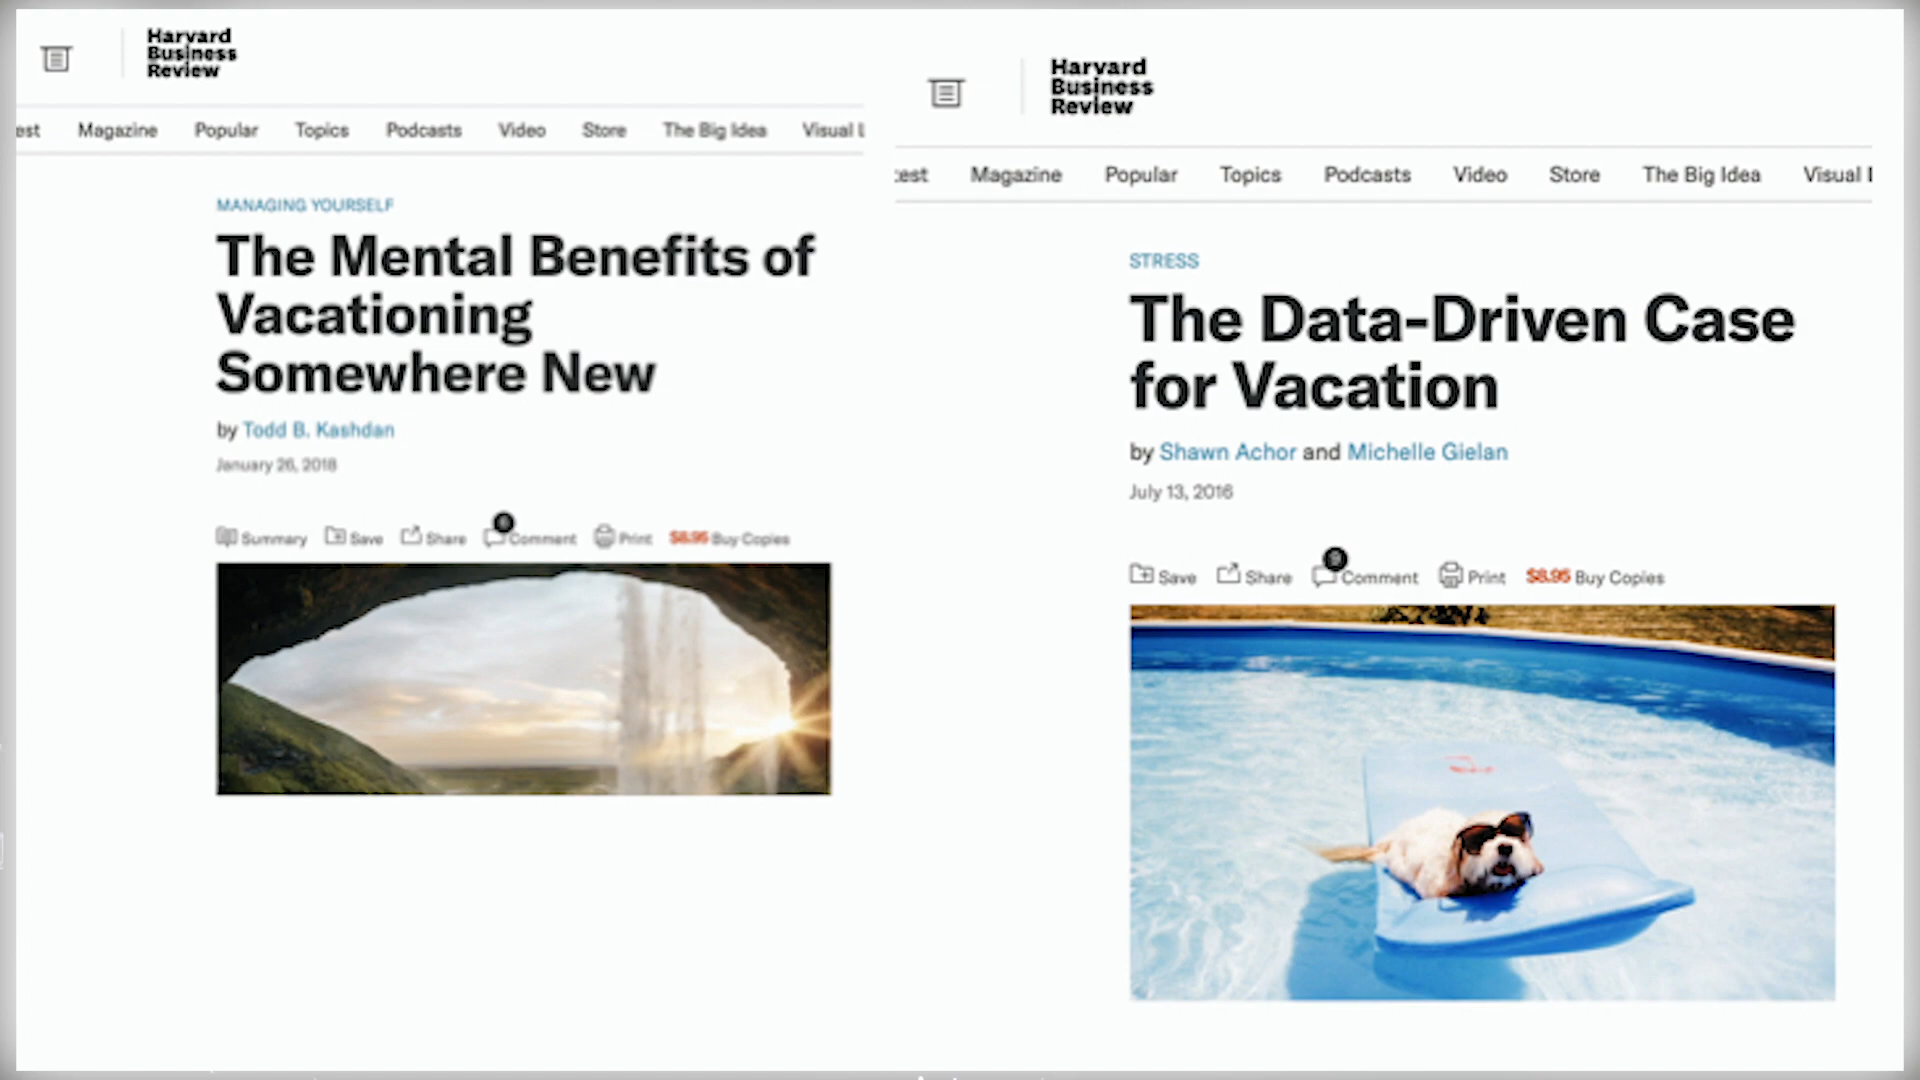 Harvard
Business
Review
est Magazine Popular Topics Podcasts Video Store The Big Idea Visual
MANAGING YOURSELF
The Mental Benefits of
Vacationing
Somewhere New
by Todd B. Kashdan
January 26, 2018
Summary Save Share Comment Print $8.95 Buy Copies
Harvard
Business
Review
est Magazine Popular Topics Podcasts Video Store The Big Idea Visual
STRESS
The Data-Driven Case
for Vacation
by Shawn Achor and Michelle Gielan
July 13, 2016
9
Save Share Comment Print $8.95 Buy Copies